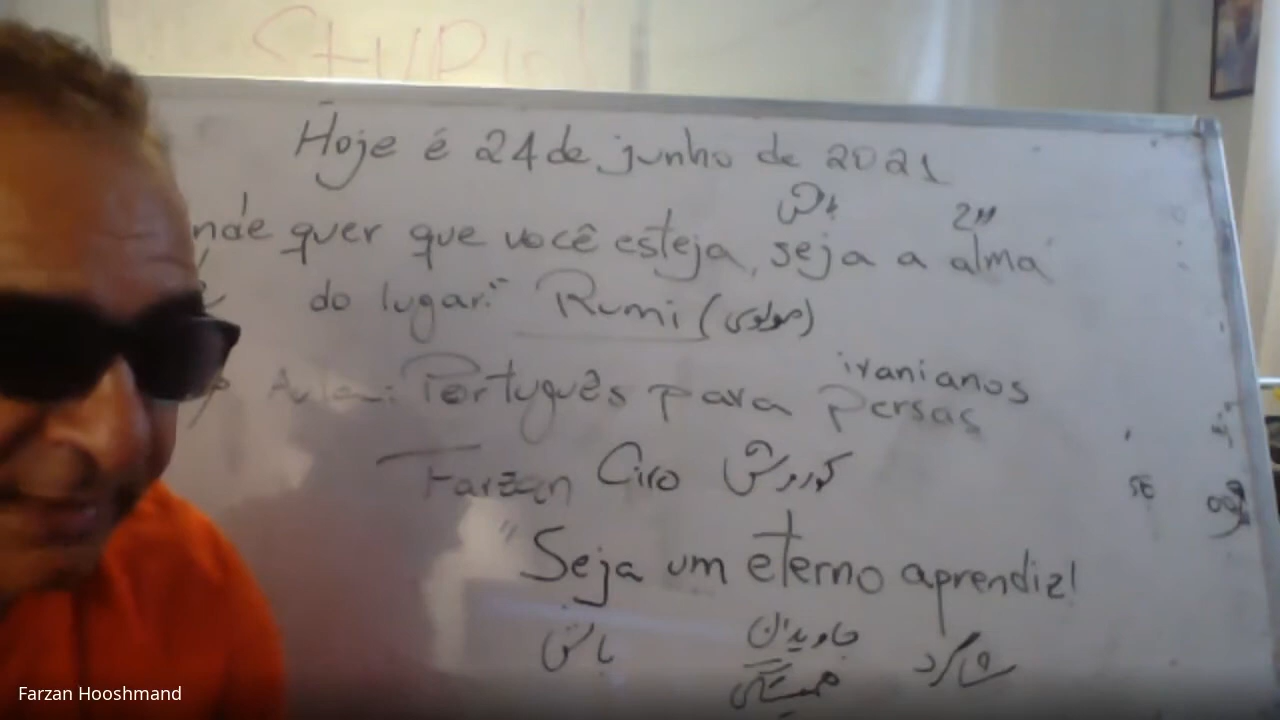 Hoje é 24 de junho de 2021
باش
nde quer que você esteja, seja a alma
do lugar." Rumi (مولوی)
iranianos
Aula: Português para persas
Farzan Ciro کوروش
"Seja um eterno aprendiz!
باش جاویدان شاگرد
همیشگی
Farzan Hooshmand